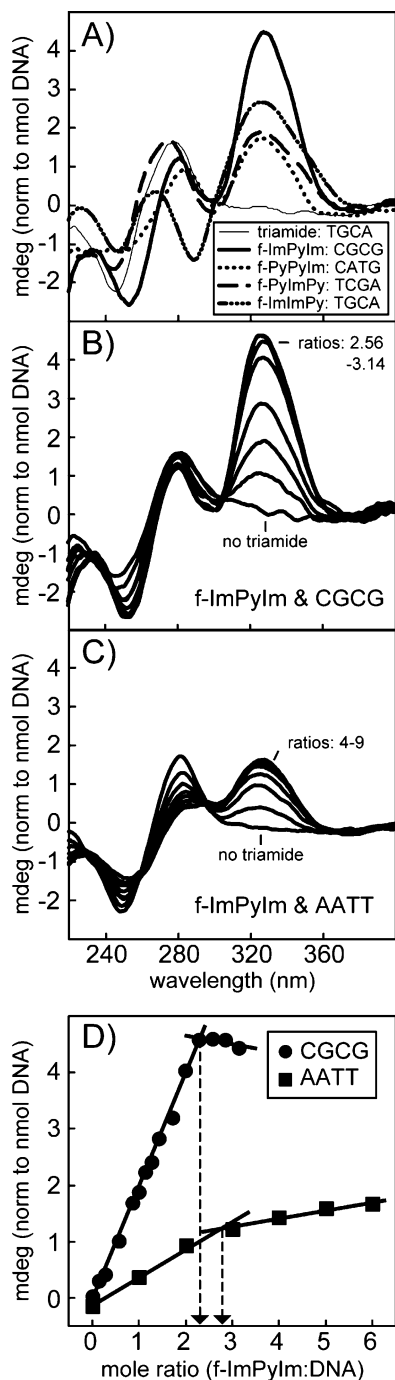 A)
4
3
2
1
0
-1
-2
mdeg (norm to nmol DNA)
triamide: TGCA
f-ImPyIm: CGCG
f-PyPyIm: CATG
f-PyImPy: TCGA
f-ImImPy: TGCA
B)
4
3
2
1
0
-1
-2
mdeg (norm to nmol DNA)
ratios: 2.56
-3.14
no triamide
f-ImPyIm & CGCG
C)
4
3
2
1
0
-1
-2
mdeg (norm to nmol DNA)
ratios: 4-9
no triamide
f-ImPyIm & AATT
240 280 320 360
wavelength (nm)
D)
4
3
2
1
0
mdeg (norm to nmol DNA)
CGCG
AATT
0 1 2 3 4 5 6
mole ratio (f-ImPyIm:DNA)